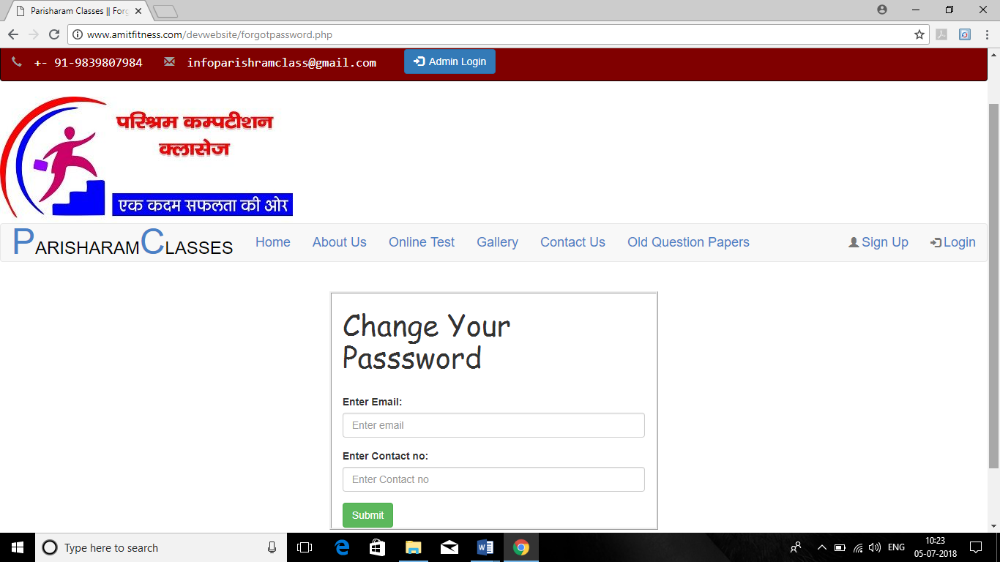 Parisharam Classes || Forg
www.amitfitness.com/devwebsite/forgotpassword.php
+- 91-9839807984 infoparishramclass@gmail.com Admin Login
परिश्रम कम्पटीशन
क्लासेज
एक कदम सफलता की ओर
PARISHARAMCLASSES Home About Us Online Test Gallery Contact Us Old Question Papers Sign Up Login
Change Your
Passsword
Enter Email:
Enter email
Enter Contact no:
Enter Contact no
Submit
Type here to search
ENG
10:23
05-07-2018